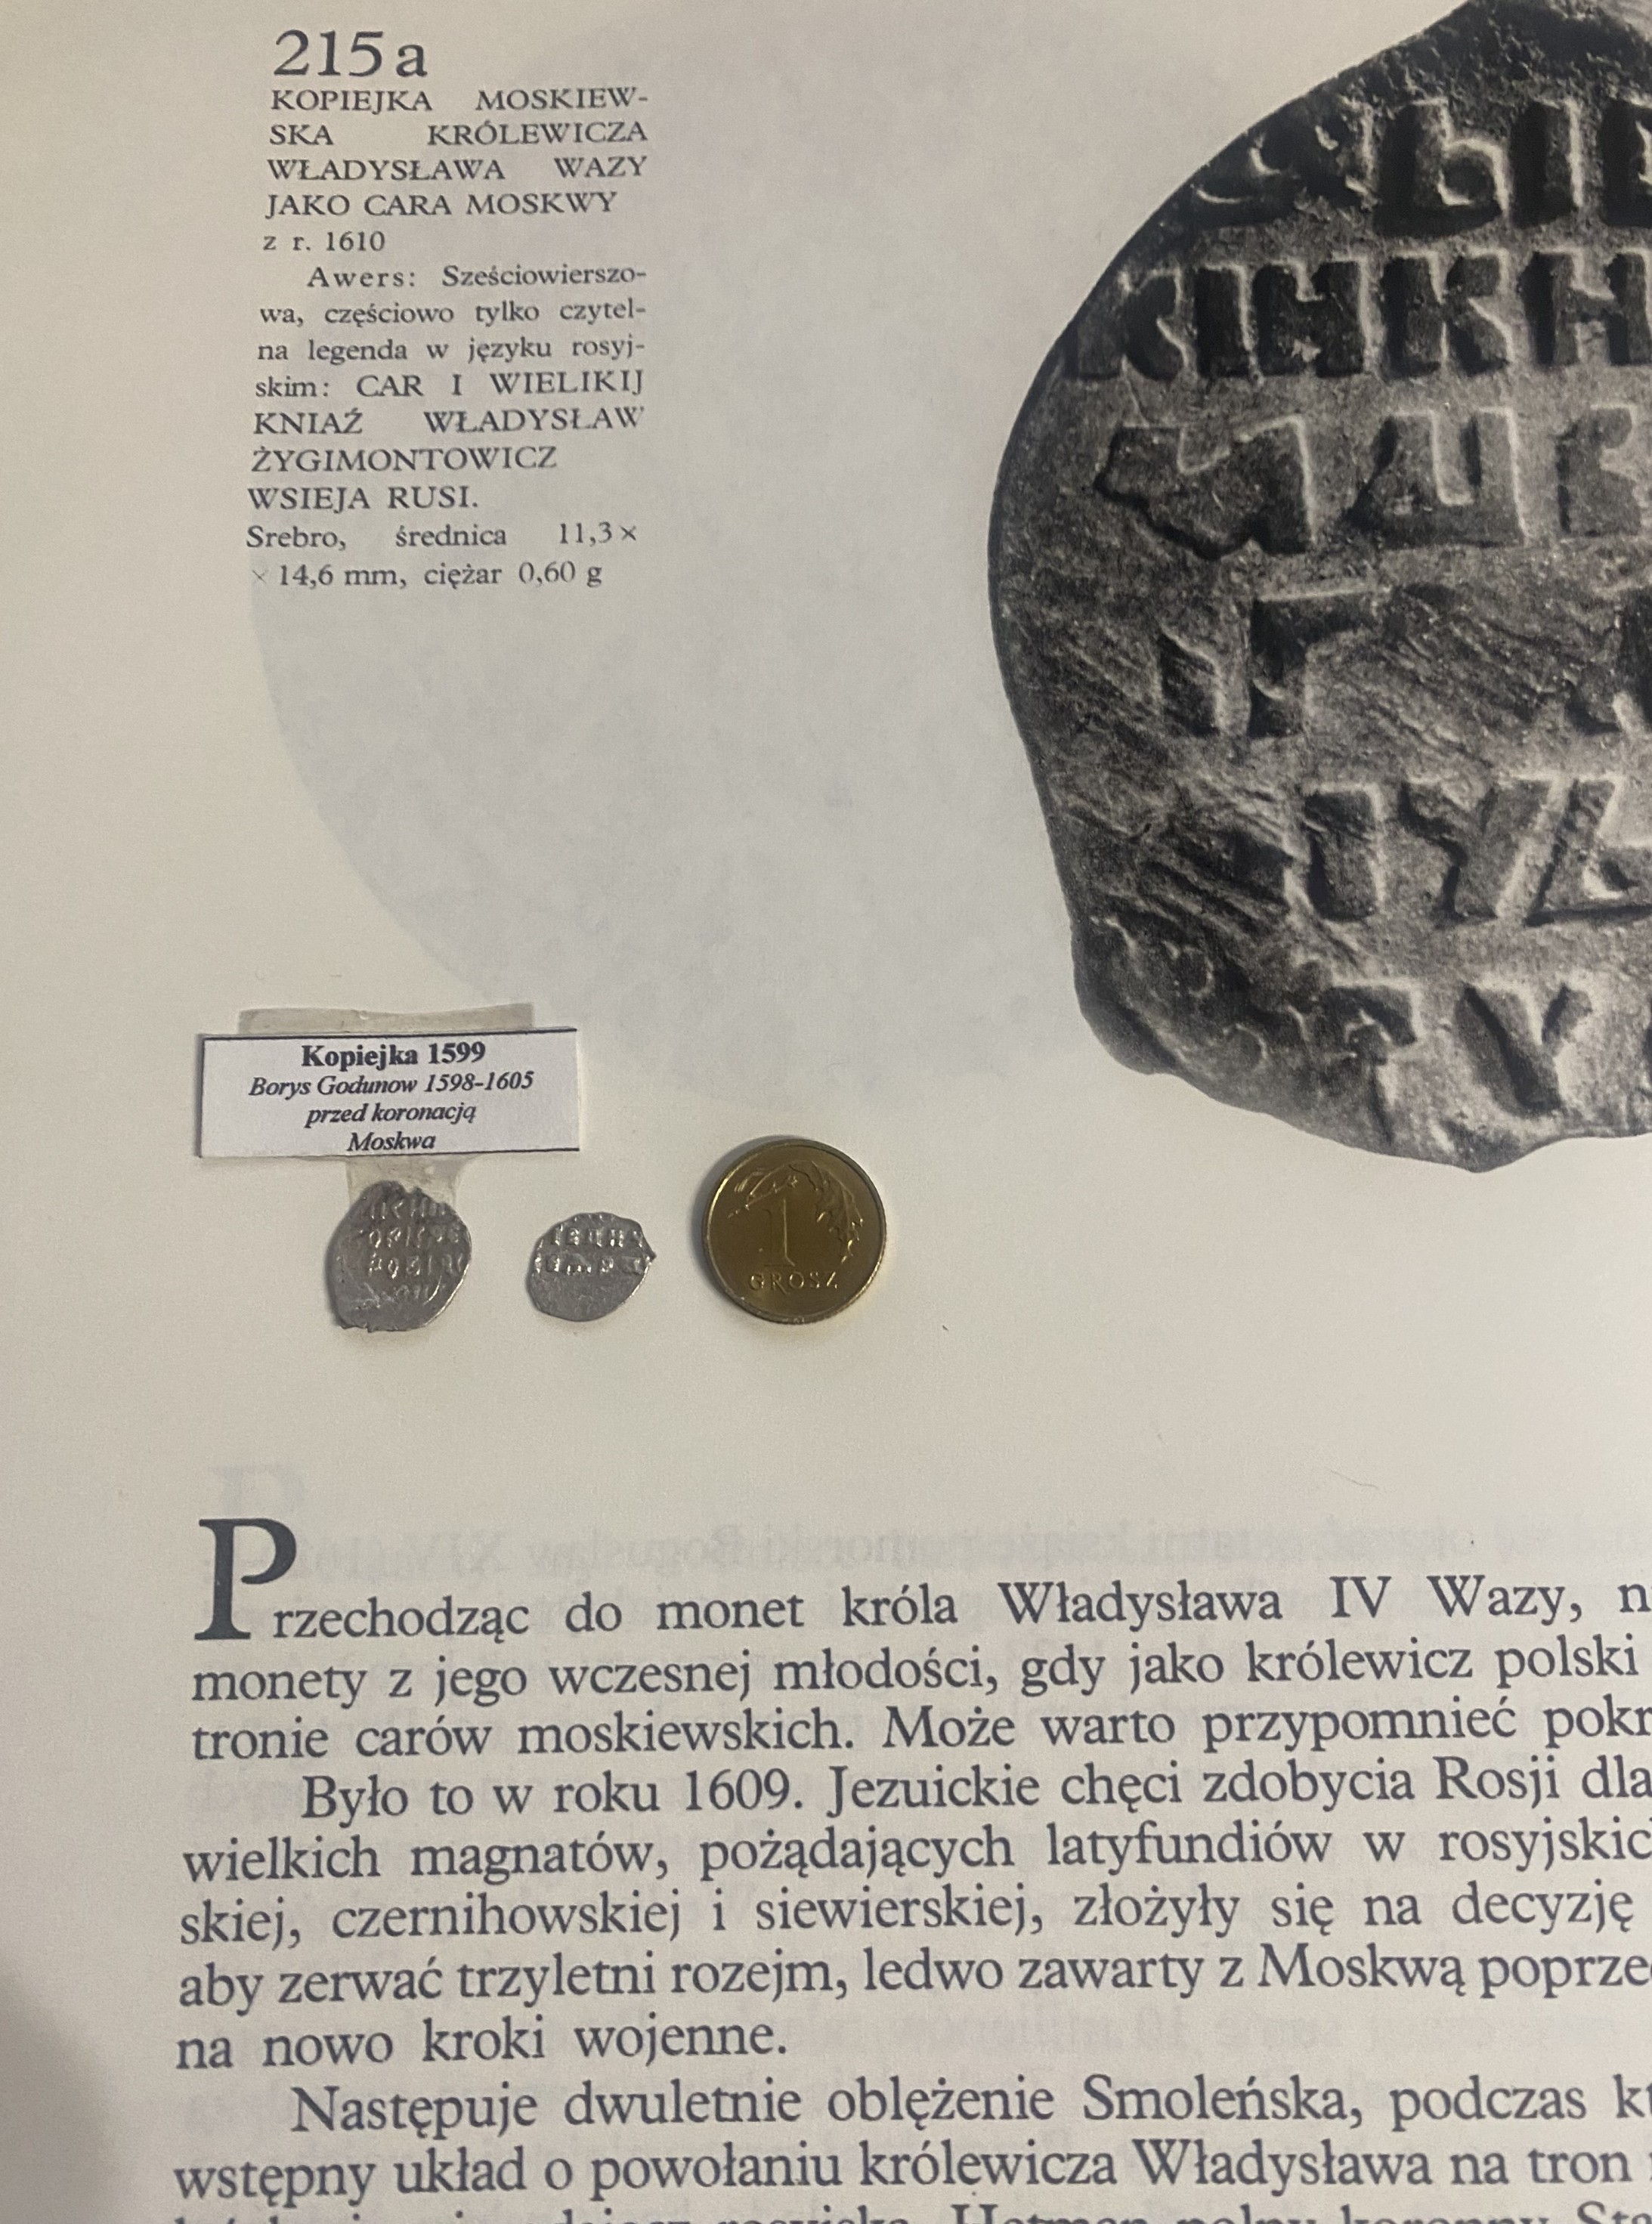 215a
KOPIEJKA MOSKIEW-
SKA KRÓLEWICZA
WŁADYSŁAWA WAZY
JAKO CARA MOSKWY
z r. 1610
Awers: Sześciowierszo-
wa, częściowo tylko czytel-
na legenda w języku rosyj-
skim: CAR I WIELIKIJ
KNIAŹ WŁADYSŁAW
ŻYGIMONTOWICZ
WSIEJA RUSI.
Srebro, średnica 11,3 ×
× 14,6 mm, ciężar 0,60 g
Kopiejka 1599
Borys Godunow 1598-1605
przed koronacją
Moskwa
1
GROSZ
Przechodząc do monet króla Władysława IV Wazy, n
monety z jego wczesnej młodości, gdy jako królewicz polski
tronie carów moskiewskich. Może warto przypomnieć pokr
Było to w roku 1609. Jezuickie chęci zdobycia Rosji dla
wielkich magnatów, pożądających latyfundiów w rosyjskic
skiej, czernihowskiej i siewierskiej, złożyły się na decyzję
aby zerwać trzyletni rozejm, ledwo zawarty z Moskwą poprze
na nowo kroki wojenne.
Następuje dwuletnie oblężenie Smoleńska, podczas kt
wstępny układ o powołaniu królewicza Władysława na tron